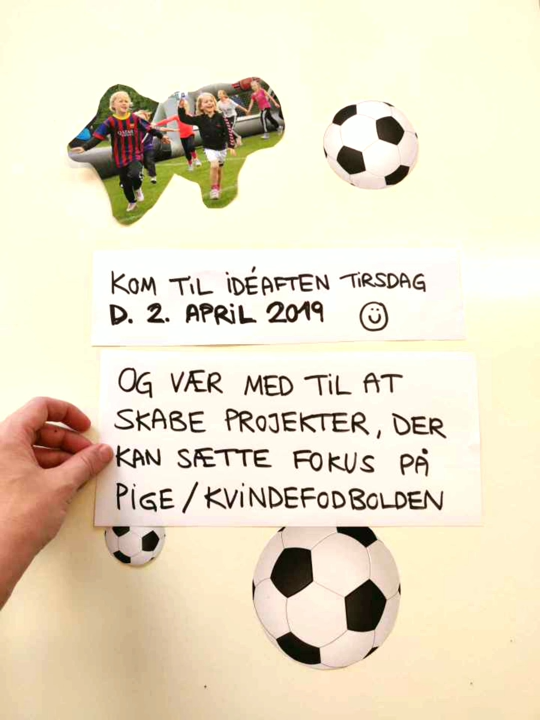 KOM TIL IDÉAFTEN TIRSDAG
D. 2. APRIL 2019
OG VÆR MED TIL AT
SKABE PROJEKTER, DER
KAN SÆTTE FOKUS PÅ
PIGE/KVINDEFODBOLDEN